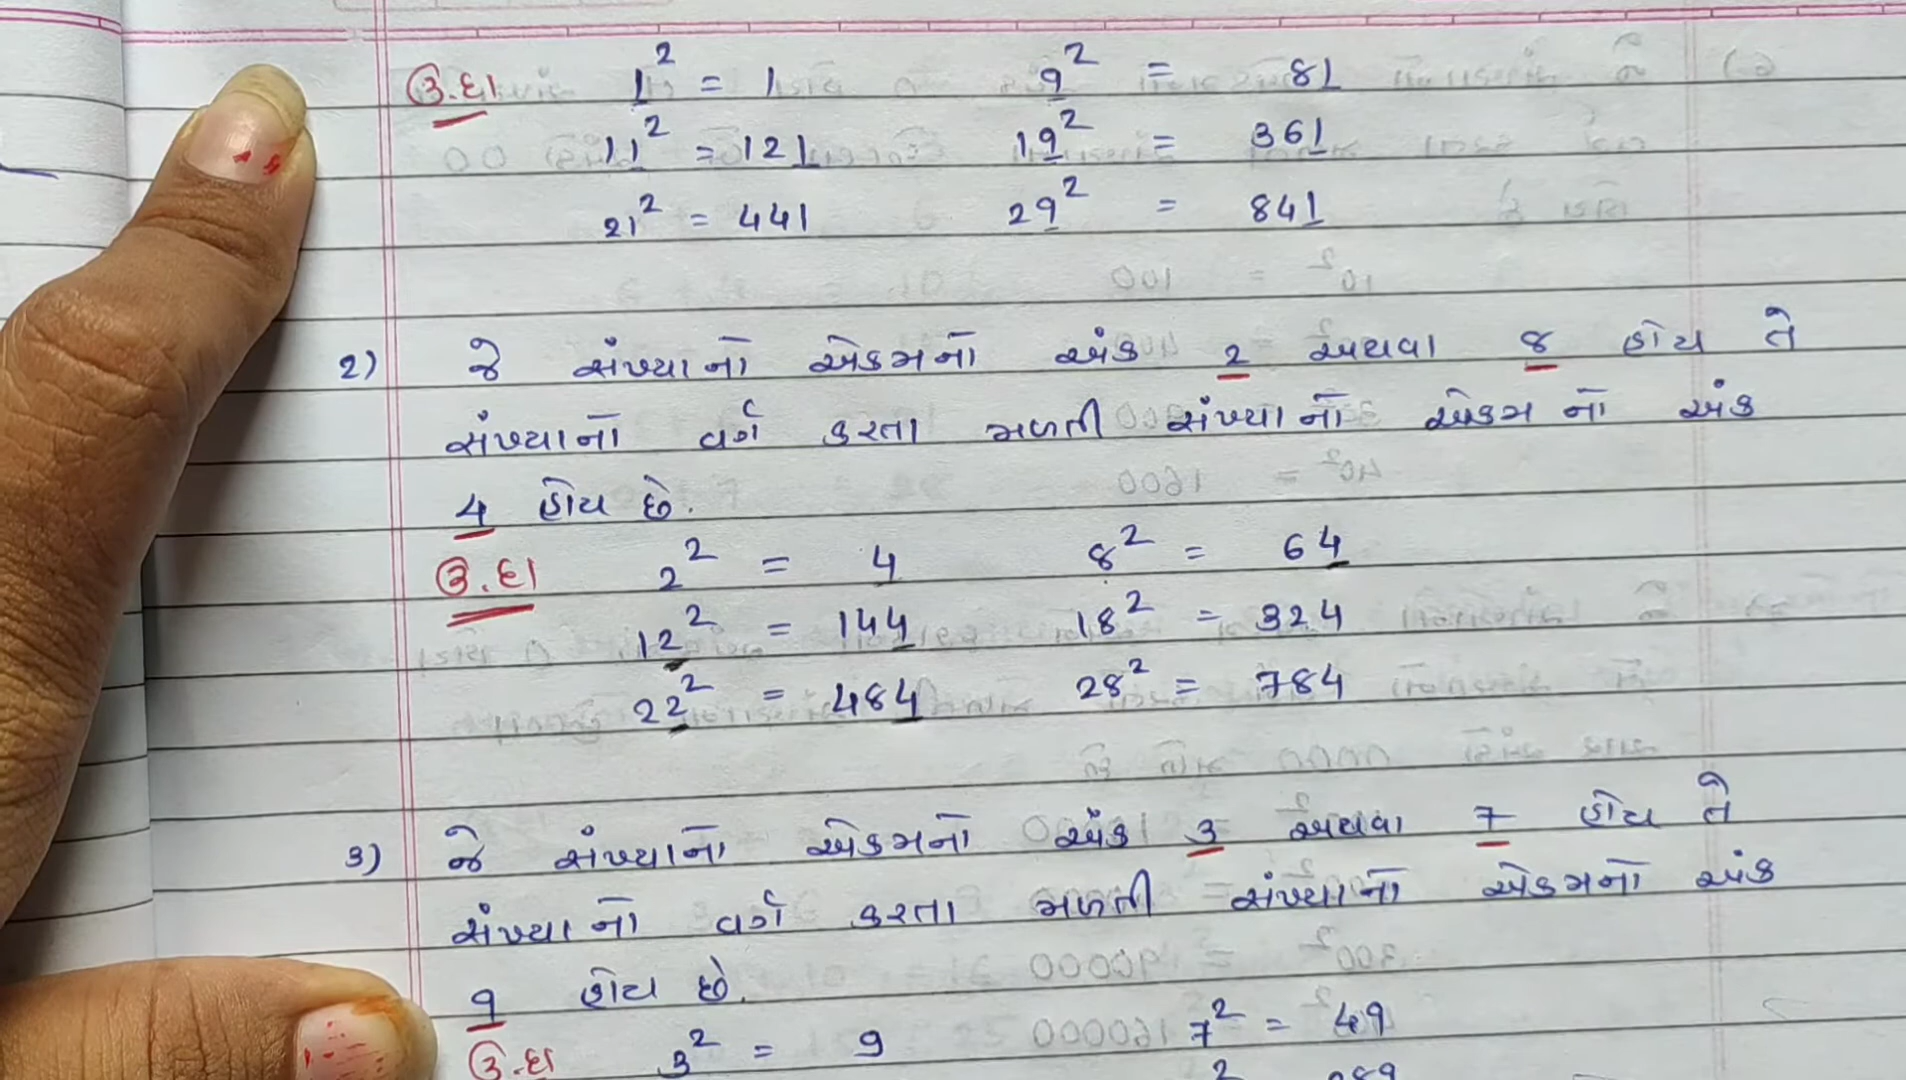 ઉ.દા 1² = 1 9² = 81
11² = 121 19² = 361
21² = 441 29² = 841
2) જે સંખ્યાનો એકમનો અંક 2 અથવા 8 હોય તે
સંખ્યાનો વર્ગ કરતા મળતી સંખ્યાનો એકમનો અંક
4 હોય છે.
ઉ.દા 2² = 4 8² = 64
12² = 144 18² = 324
22² = 484 28² = 784
3) જે સંખ્યાનો એકમનો અંક 3 અથવા 7 હોય તે
સંખ્યાનો વર્ગ કરતા મળતી સંખ્યાનો એકમનો અંક
9 હોય છે.
ઉ.દા 3² = 9 7² = 49